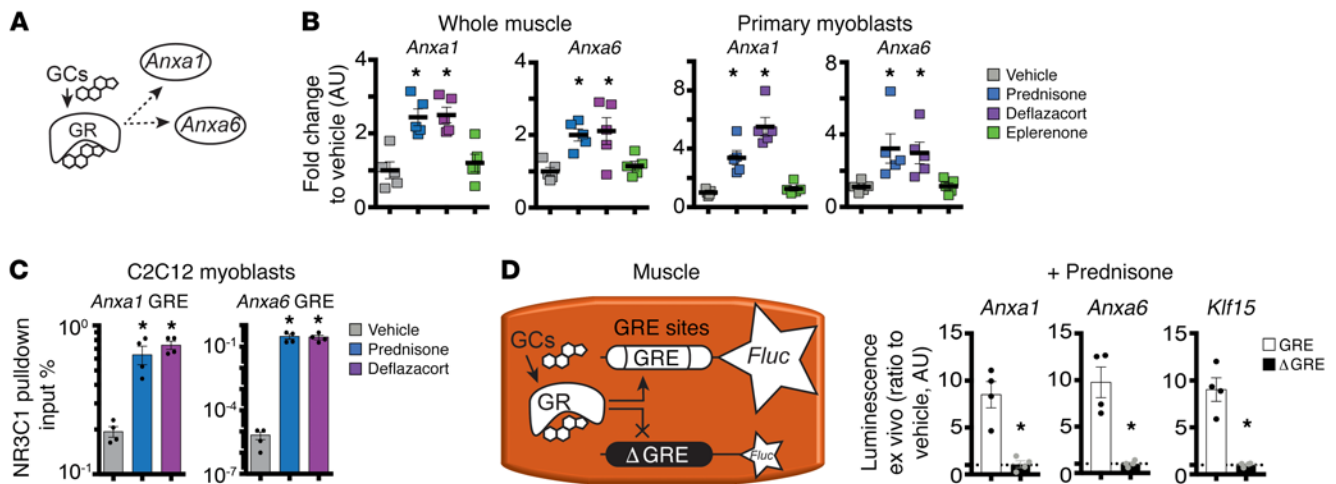 A
GCs
GR
Anxa1
Anxa6
B
Whole muscle
Primary myoblasts
Anxa1
Anxa6
Anxa1
Anxa6
Fold change
to vehicle (AU)
4
2
0
* *
4
2
0
* *
8
4
0
* *
8
4
0
* *
Vehicle
Prednisone
Deflazacort
Eplerenone
C
C2C12 myoblasts
Anxa1 GRE
Anxa6 GRE
NR3C1 pulldown
input %
10⁰
10⁻¹
* *
10⁻¹
10⁻⁴
10⁻⁷
* *
Vehicle
Prednisone
Deflazacort
D
Muscle
GCs
GRE sites
GRE
Fluc
GR
Δ GRE
Fluc
+ Prednisone
Anxa1
Anxa6
Klf15
Luminescence
ex vivo (ratio to
vehicle, AU)
15
10
5
0
*
15
10
5
0
*
15
10
5
0
*
GRE
Δ GRE